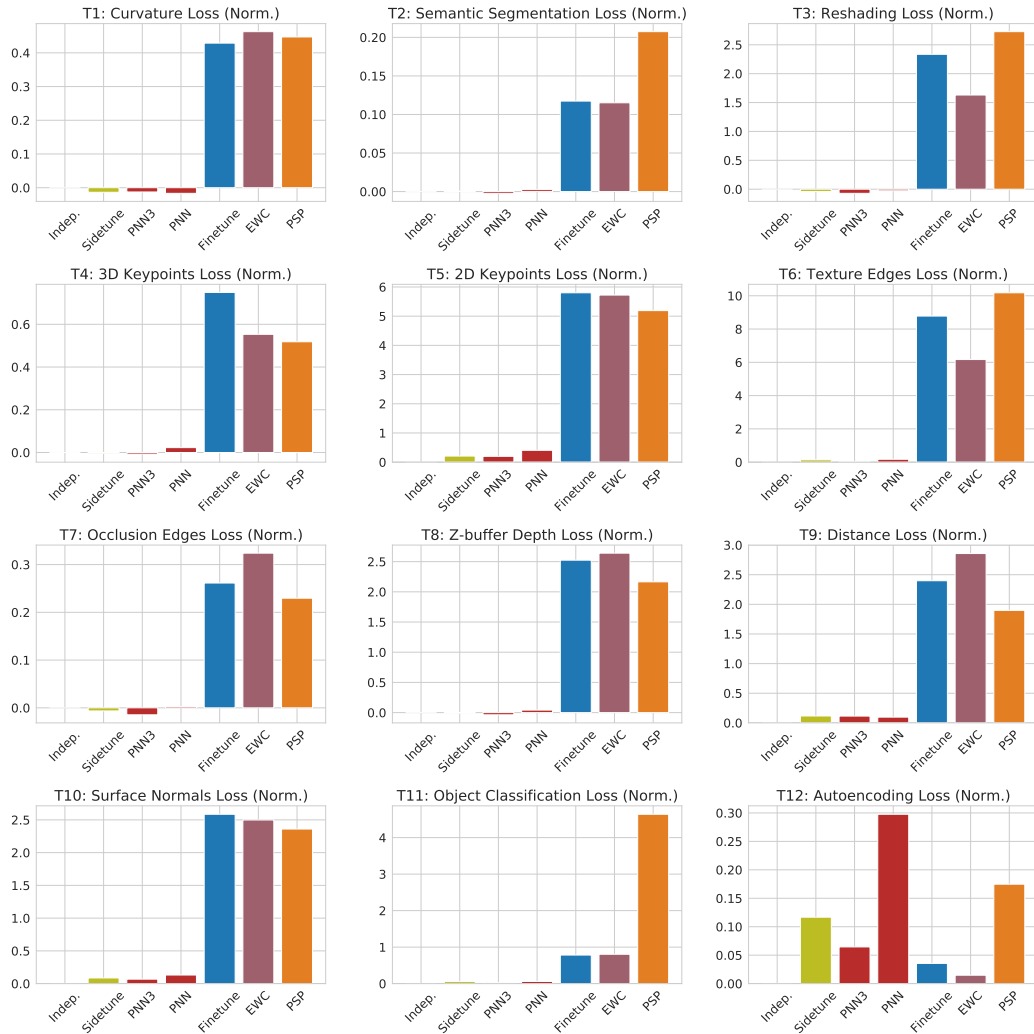 T1: Curvature Loss (Norm.)
0.4
0.3
0.2
0.1
0.0
Indep.
Sidetune
PNN3
PNN
Finetune
EWC
PSP
T2: Semantic Segmentation Loss (Norm.)
0.20
0.15
0.10
0.05
0.00
Indep.
Sidetune
PNN3
PNN
Finetune
EWC
PSP
T3: Reshading Loss (Norm.)
2.5
2.0
1.5
1.0
0.5
0.0
Indep.
Sidetune
PNN3
PNN
Finetune
EWC
PSP
T4: 3D Keypoints Loss (Norm.)
0.6
0.4
0.2
0.0
Indep.
Sidetune
PNN3
PNN
Finetune
EWC
PSP
T5: 2D Keypoints Loss (Norm.)
6
5
4
3
2
1
0
Indep.
Sidetune
PNN3
PNN
Finetune
EWC
PSP
T6: Texture Edges Loss (Norm.)
10
8
6
4
2
0
Indep.
Sidetune
PNN3
PNN
Finetune
EWC
PSP
T7: Occlusion Edges Loss (Norm.)
0.3
0.2
0.1
0.0
Indep.
Sidetune
PNN3
PNN
Finetune
EWC
PSP
T8: Z-buffer Depth Loss (Norm.)
2.5
2.0
1.5
1.0
0.5
0.0
Indep.
Sidetune
PNN3
PNN
Finetune
EWC
PSP
T9: Distance Loss (Norm.)
3.0
2.5
2.0
1.5
1.0
0.5
0.0
Indep.
Sidetune
PNN3
PNN
Finetune
EWC
PSP
T10: Surface Normals Loss (Norm.)
2.5
2.0
1.5
1.0
0.5
0.0
Indep.
Sidetune
PNN3
PNN
Finetune
EWC
PSP
T11: Object Classification Loss (Norm.)
4
3
2
1
0
Indep.
Sidetune
PNN3
PNN
Finetune
EWC
PSP
T12: Autoencoding Loss (Norm.)
0.30
0.25
0.20
0.15
0.10
0.05
0.00
Indep.
Sidetune
PNN3
PNN
Finetune
EWC
PSP